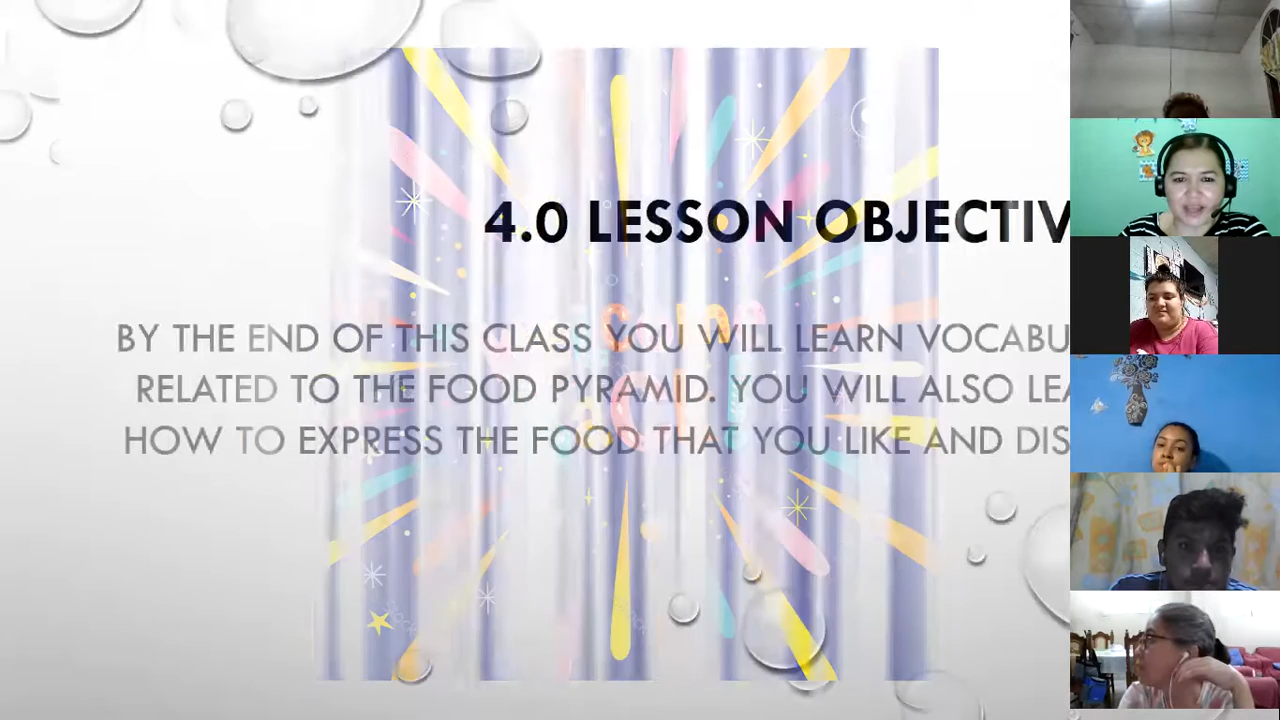 4.0 LESSON OBJECTIV
BY THE END OF THIS CLASS YOU WILL LEARN VOCABU
RELATED TO THE FOOD PYRAMID. YOU WILL ALSO LEA
HOW TO EXPRESS THE FOOD THAT YOU LIKE AND DIS